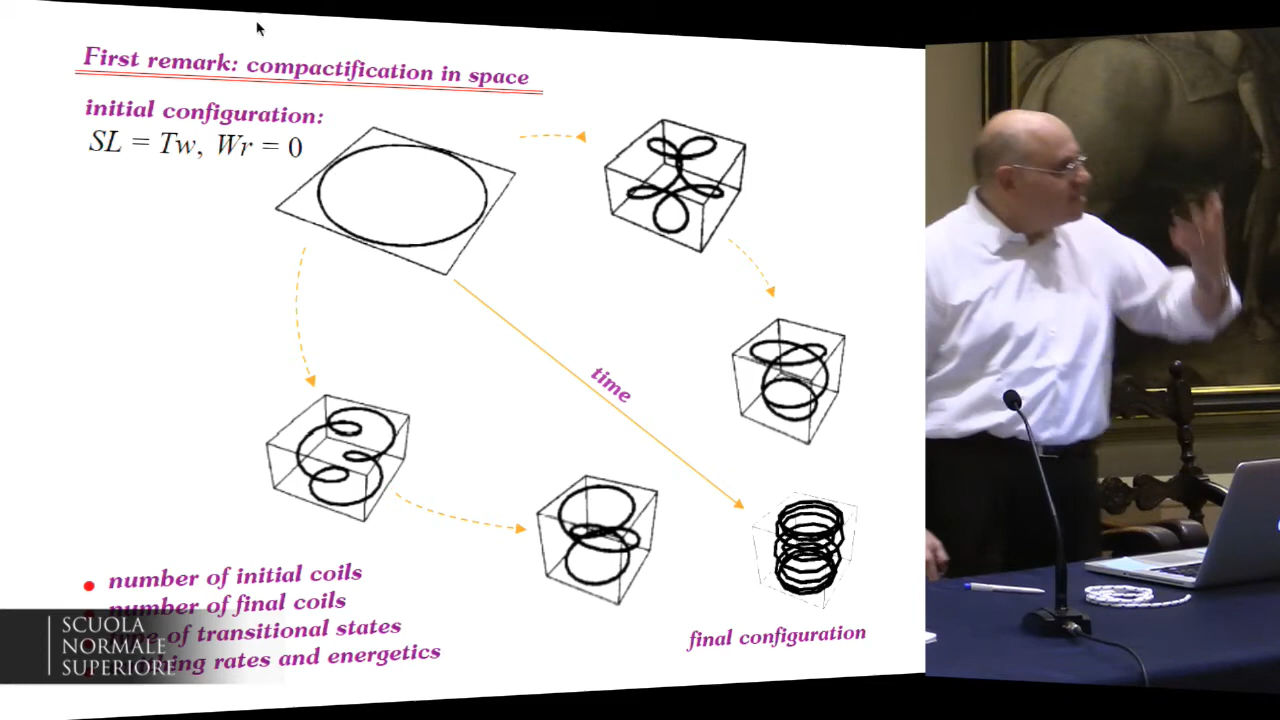 First remark: compactification in space
initial configuration:
SL = Tw, Wr = 0
time
number of initial coils
number of final coils
of transitional states
rates and energetics
final configuration
SCUOLA
NORMALE
SUPERIORE